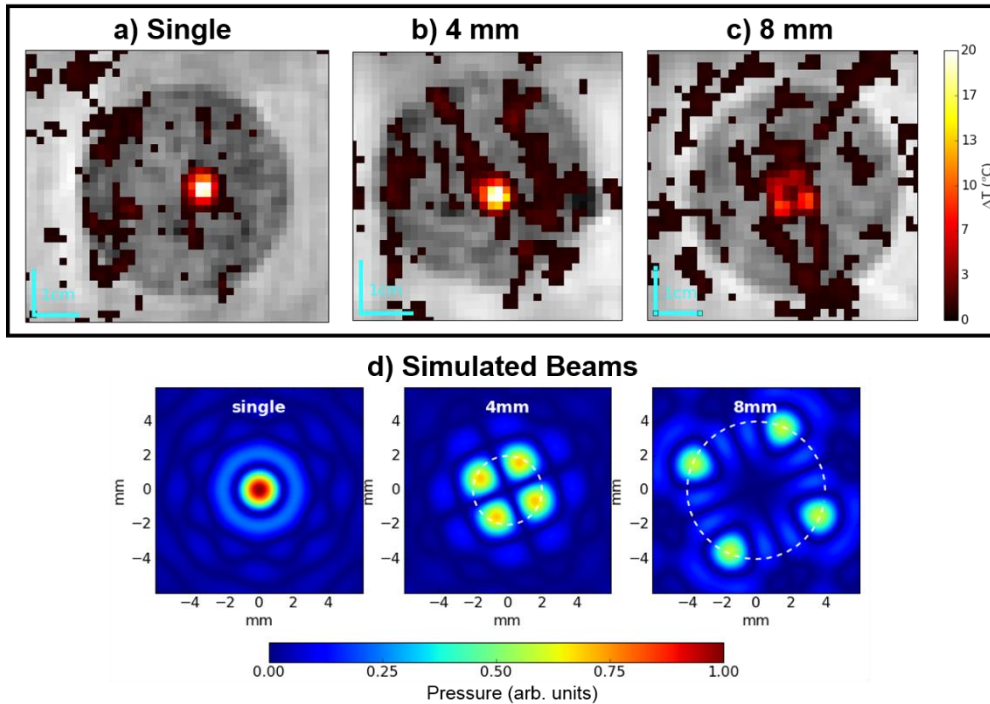 a) Single
b) 4 mm
c) 8 mm
20
17
13
10
7
3
0
ΔT (°C)
1cm
1cm
1cm
d) Simulated Beams
single
4mm
8mm
4
2
0
−2
−4
mm
4
2
0
−2
−4
mm
4
2
0
−2
−4
mm
−4 −2 0 2 4
−4 −2 0 2 4
−4 −2 0 2 4
mm
mm
mm
0.00 0.25 0.50 0.75 1.00
Pressure (arb. units)